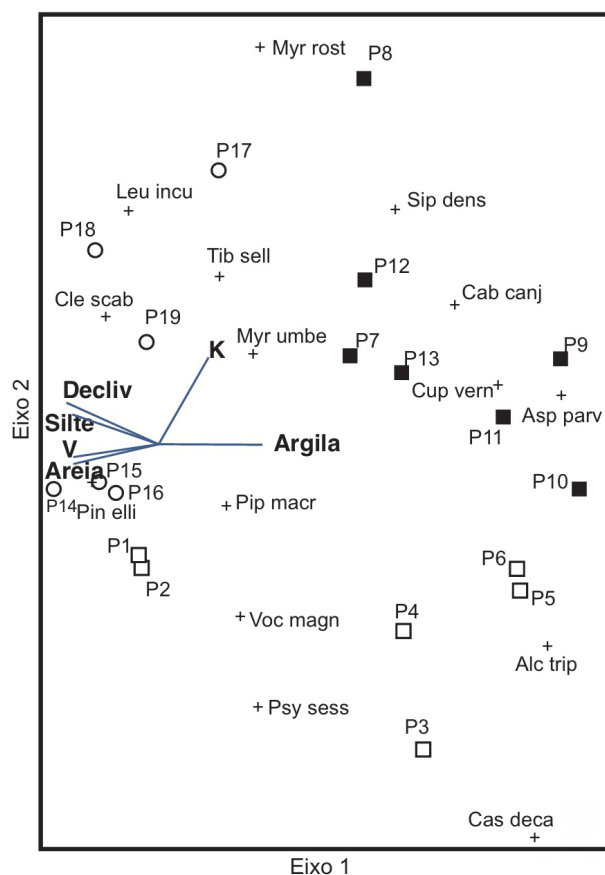 Myr rost
P8
P17
Leu incu
Sip dens
P18
Tib sell
P12
Cle scab
Cab canj
P19
K
Myr umbe
P7
P9
P13
Decliv
Cup vern
Asp parv
Silte
P11
V
Argila
Areia
P15
P10
P14
P16
Pin elli
Pip macr
P1
P2
P6
P5
Voc magn
P4
Alc trip
Psy sess
P3
Cas deca
Eixo 2
Eixo 1